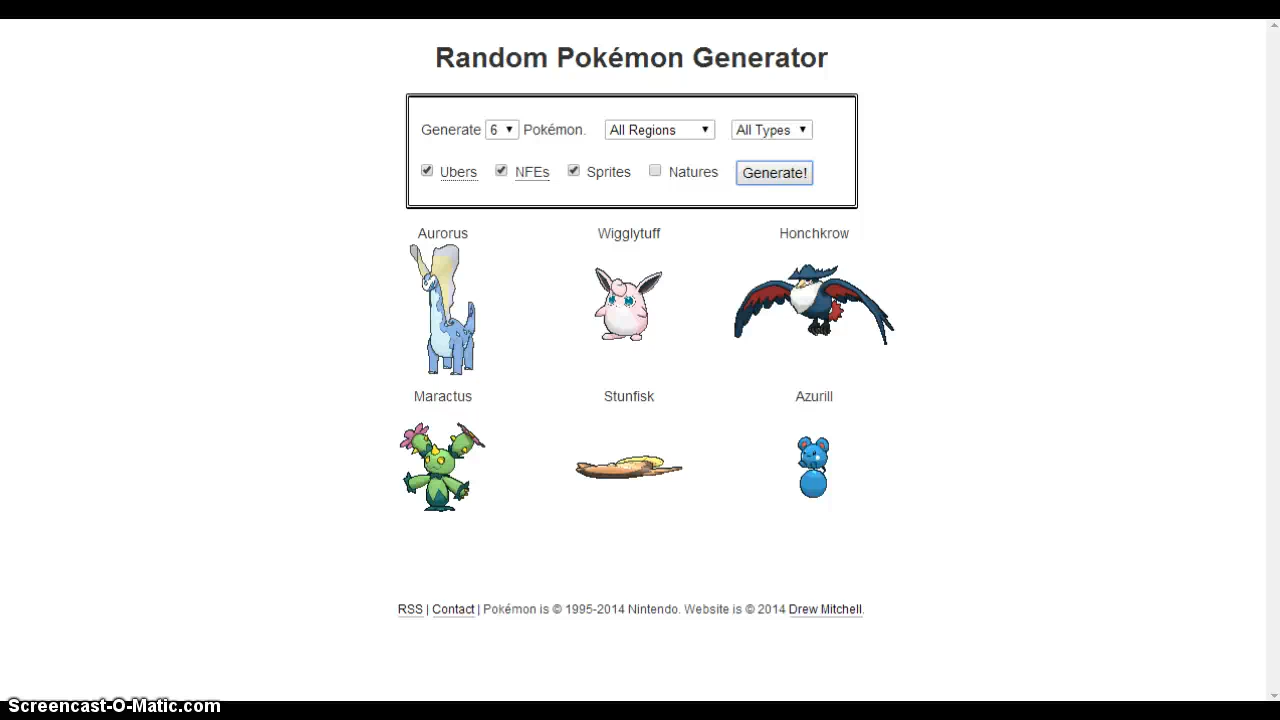 Random Pokémon Generator
Generate 6 Pokémon. All Regions All Types
Ubers NFEs Sprites Natures Generate!
Aurorus Wigglytuff Honchkrow
Maractus Stunfisk Azurill
RSS | Contact | Pokémon is © 1995-2014 Nintendo. Website is © 2014 Drew Mitchell.
Screencast-O-Matic.com